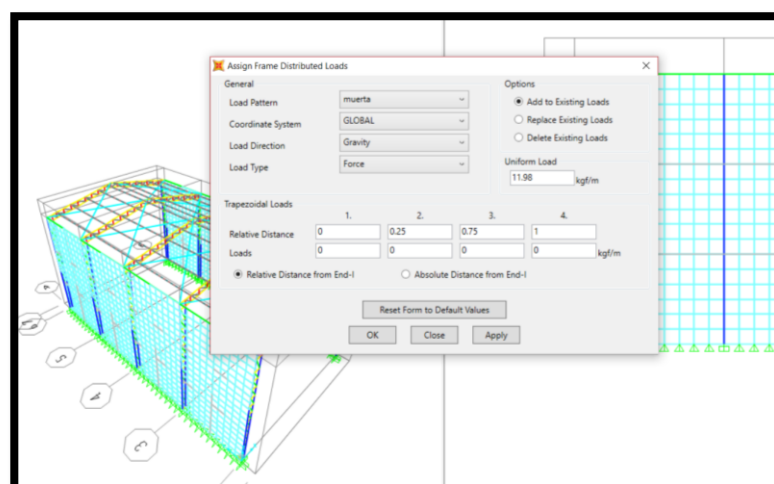 Assign Frame Distributed Loads
General
Load Pattern muerta
Coordinate System GLOBAL
Load Direction Gravity
Load Type Force
Options
Add to Existing Loads
Replace Existing Loads
Delete Existing Loads
Uniform Load
11.98 kgf/m
Trapezoidal Loads
1. 2. 3. 4.
Relative Distance 0 0.25 0.75 1
Loads 0 0 0 0 kgf/m
Relative Distance from End-I Absolute Distance from End-I
Reset Form to Default Values
OK Close Apply
5
4
3